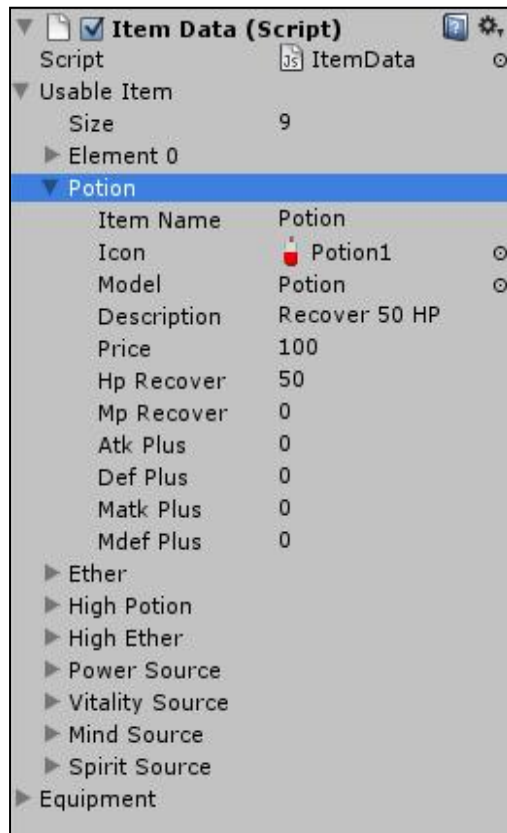 Item Data (Script)
Script JS ItemData
Usable Item
Size 9
Element 0
Potion
Item Name Potion
Icon Potion1
Model Potion
Description Recover 50 HP
Price 100
Hp Recover 50
Mp Recover 0
Atk Plus 0
Def Plus 0
Matk Plus 0
Mdef Plus 0
Ether
High Potion
High Ether
Power Source
Vitality Source
Mind Source
Spirit Source
Equipment